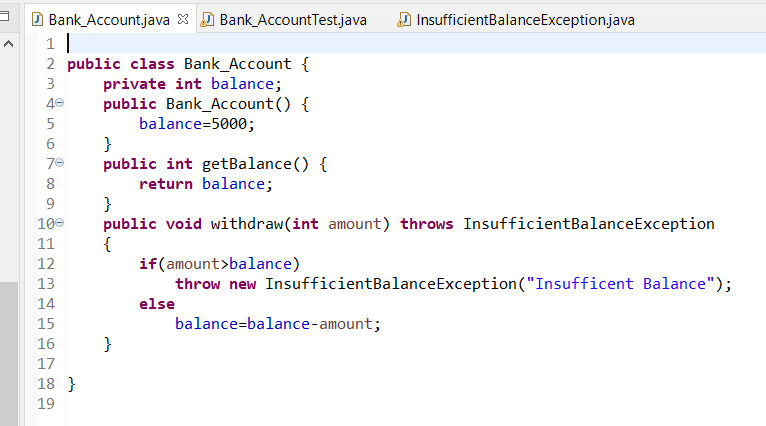 Bank_Account.java Bank_AccountTest.java InsufficientBalanceException.java
1
2 public class Bank_Account {
3     private int balance;
4     public Bank_Account() {
5         balance=5000;
6     }
7     public int getBalance() {
8         return balance;
9     }
10     public void withdraw(int amount) throws InsufficientBalanceException
11     {
12         if(amount>balance)
13             throw new InsufficientBalanceException("Insufficent Balance");
14         else
15             balance=balance-amount;
16     }
17
18 }
19